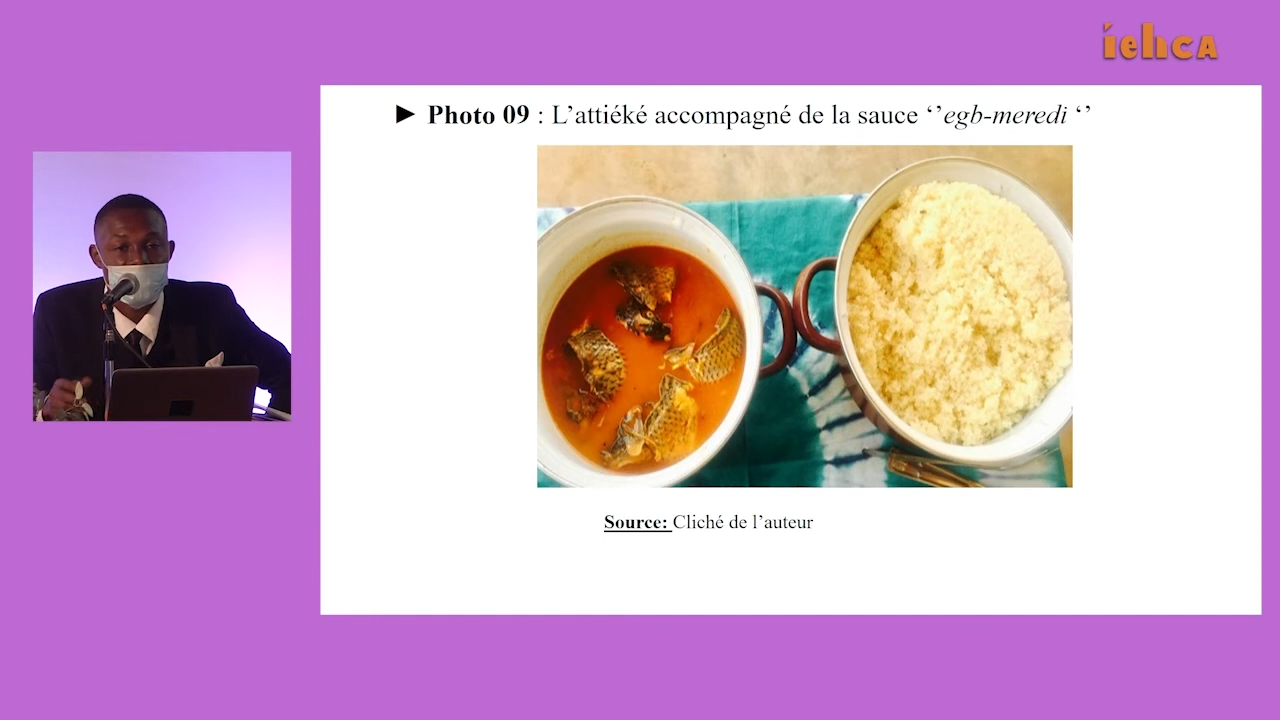 iehca
► Photo 09 : L’attiéké accompagné de la sauce ‘’egb-meredi ‘’
Source: Cliché de l’auteur